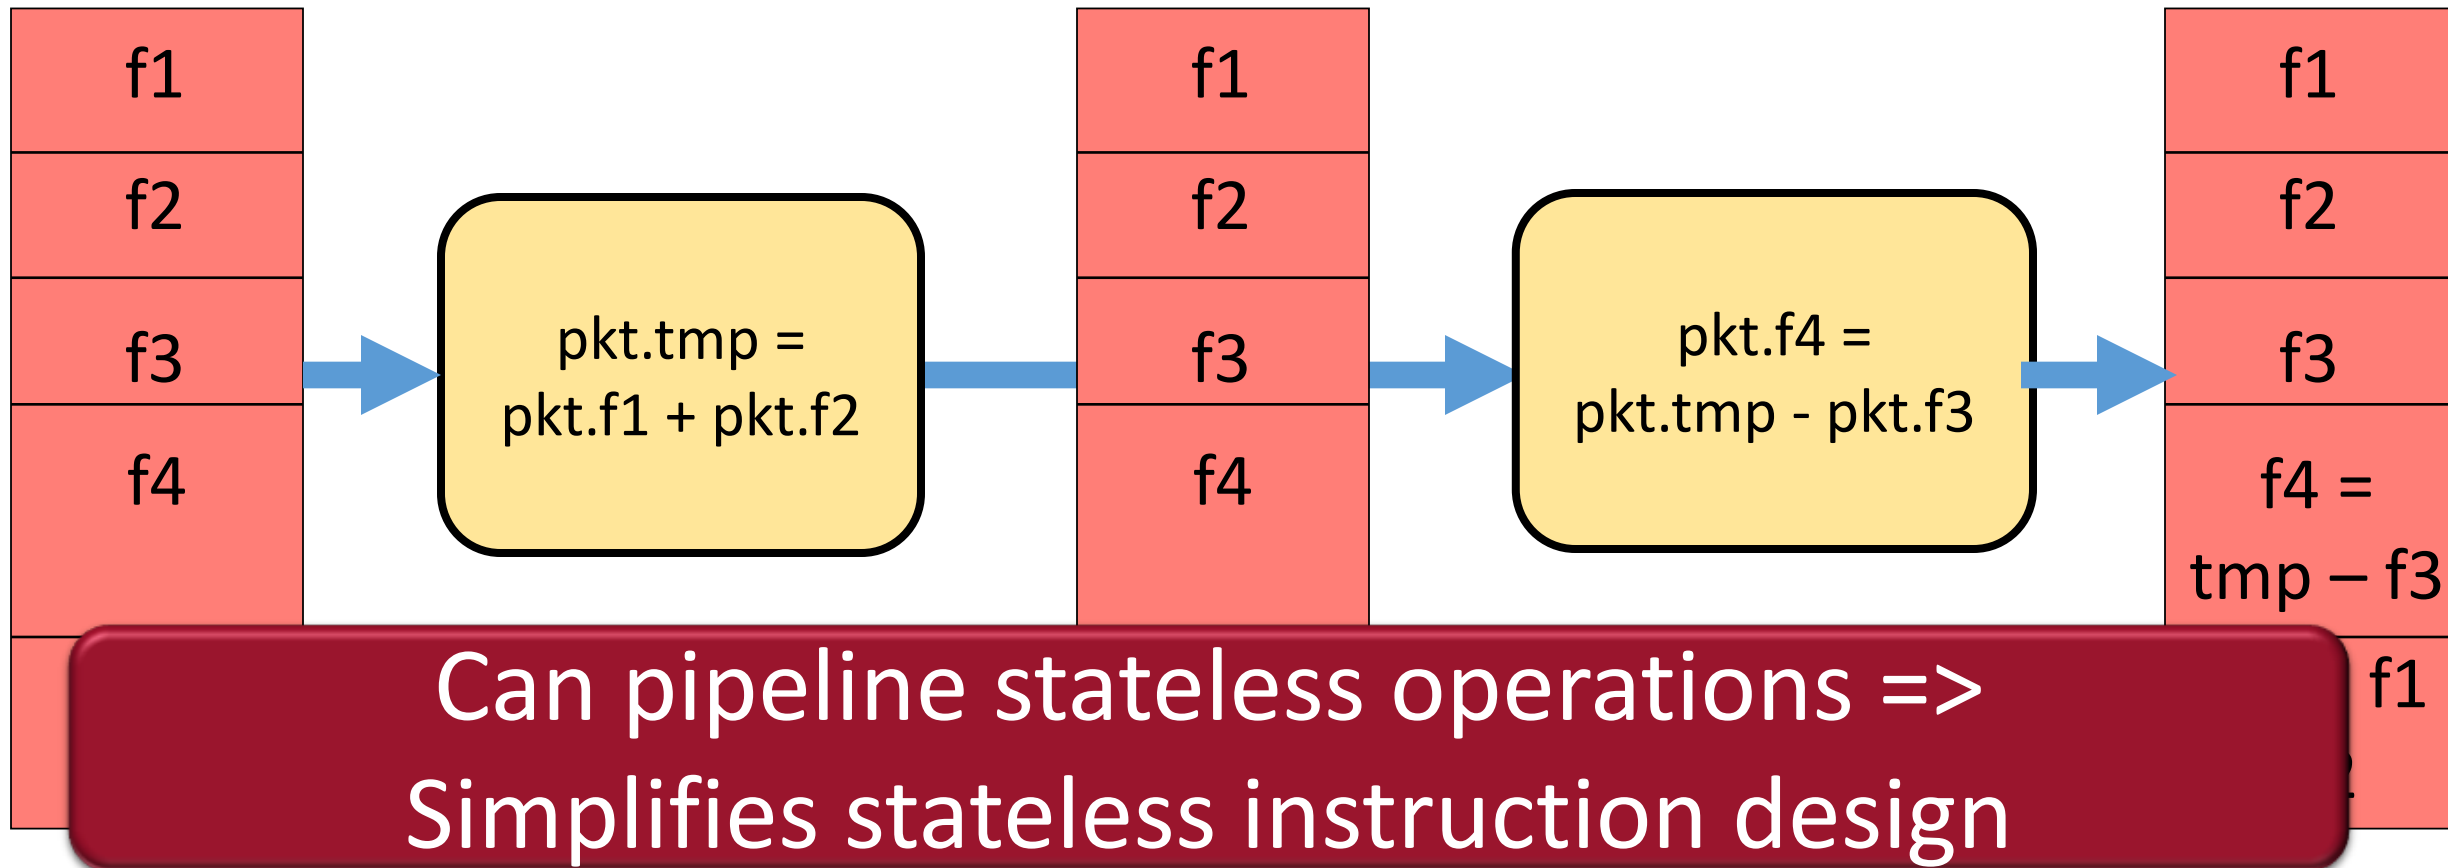 f1
f2
f3
f4
pkt.tmp =
pkt.f1 + pkt.f2
f1
f2
f3
f4
pkt.f4 =
pkt.tmp - pkt.f3
f1
f2
f3
f4 =
tmp – f3
f1
Can pipeline stateless operations =>
Simplifies stateless instruction design